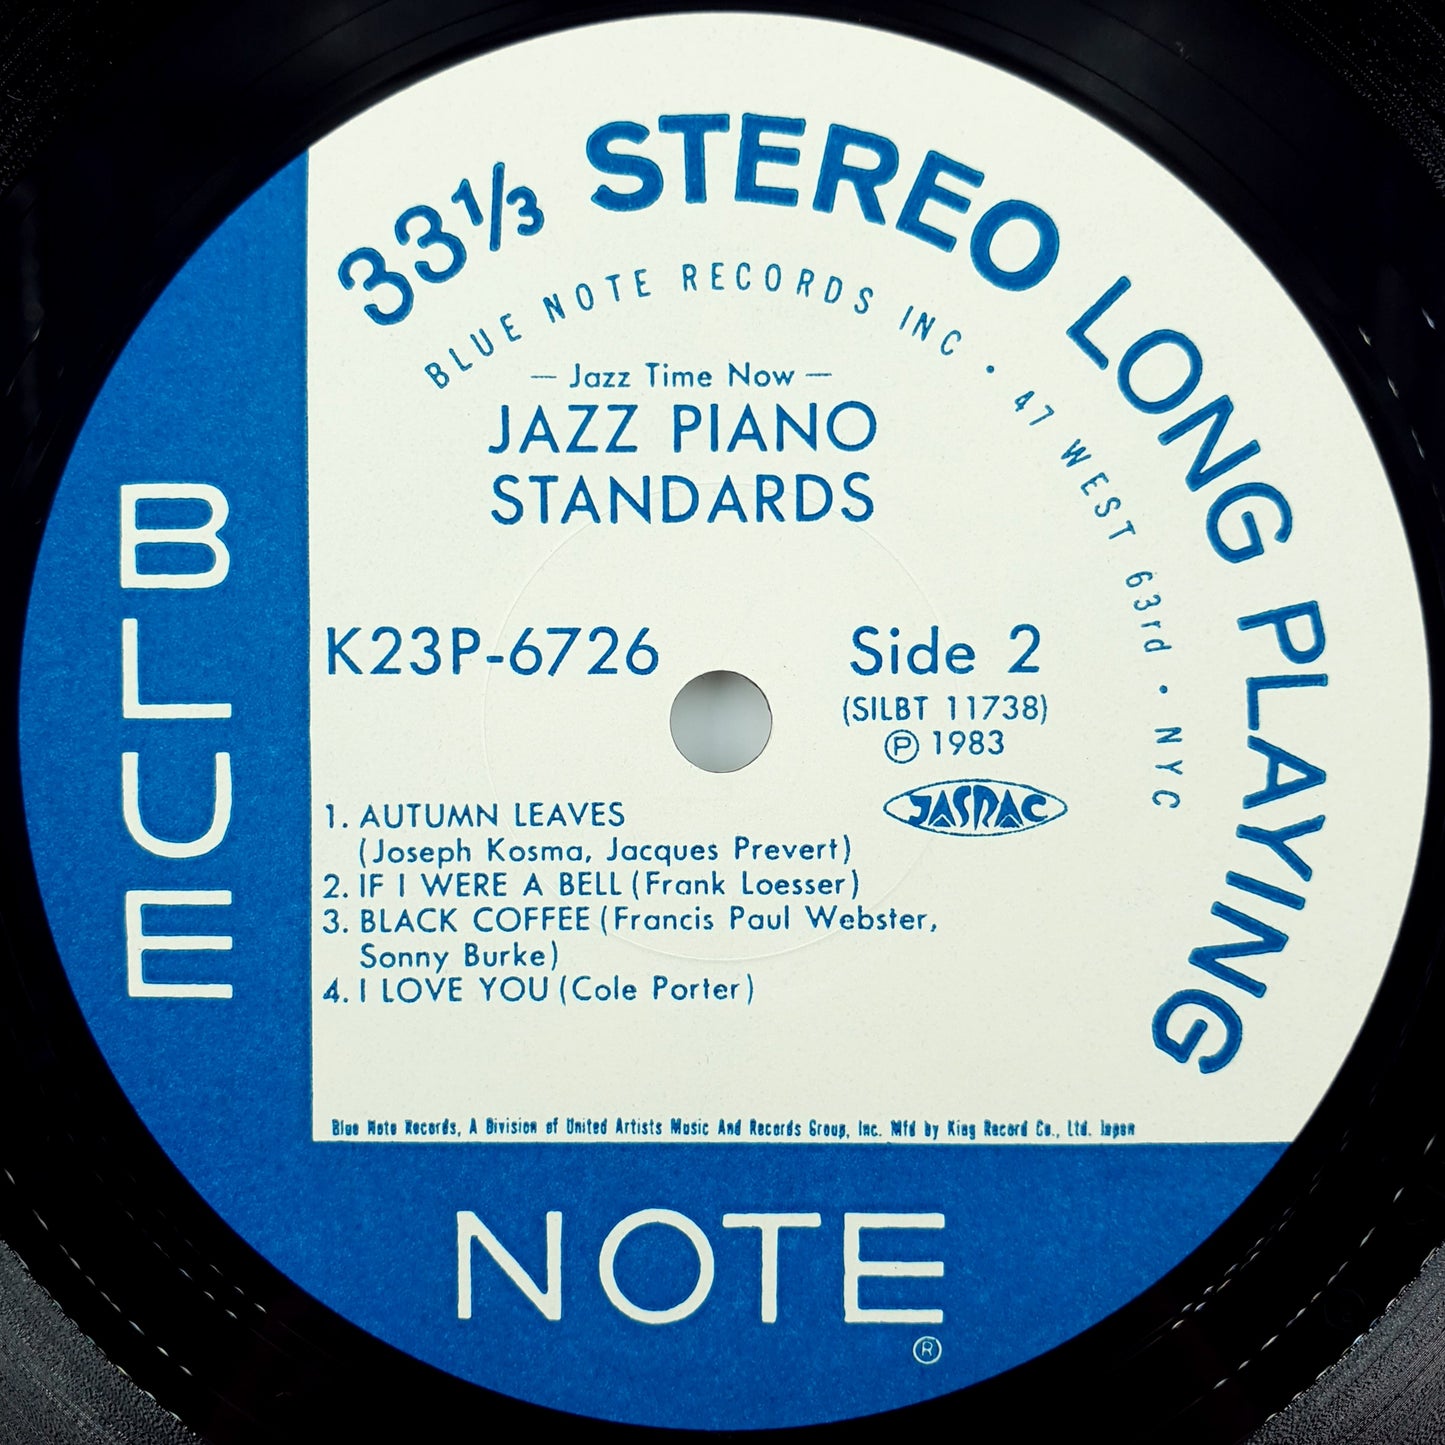 33 1/3 STEREO LONG PLAYING
BLUE NOTE RECORDS INC • 47 WEST 63rd • NYC
— Jazz Time Now —
JAZZ PIANO
STANDARDS
K23P-6726
Side 2
(SILBT 11738)
Ⓟ 1983
JASRAC
1. AUTUMN LEAVES
(Joseph Kosma, Jacques Prevert)
2. IF I WERE A BELL (Frank Loesser)
3. BLACK COFFEE (Francis Paul Webster,
Sonny Burke)
4. I LOVE YOU (Cole Porter)
Blue Note Records, A Division of United Artists Music And Records Group, Inc. Mfd by King Record Co., Ltd. Japan
BLUE
NOTE
®